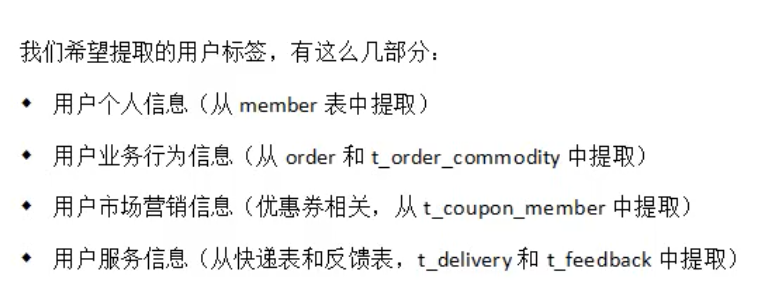 我们希望提取的用户标签，有这么几部分：
◆ 用户个人信息（从 member 表中提取）
◆ 用户业务行为信息（从 order 和 t_order_commodity 中提取）
◆ 用户市场营销信息（优惠券相关，从 t_coupon_member 中提取）
◆ 用户服务信息（从快递表和反馈表，t_delivery 和 t_feedback 中提取）